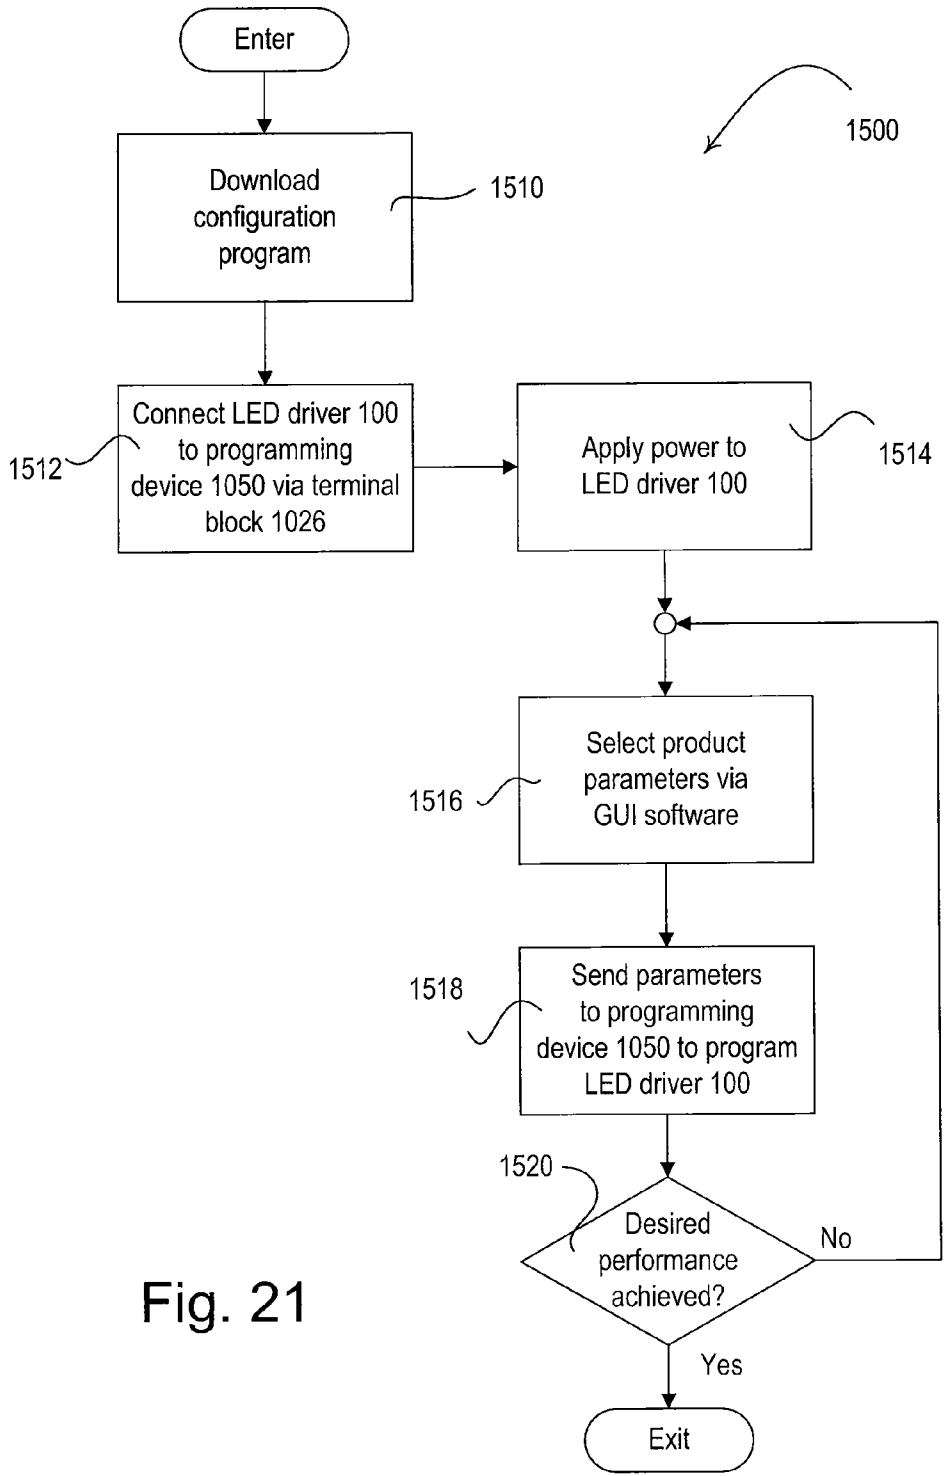 Enter
1500
Download
configuration
program
1510
Connect LED driver 100
to programming
device 1050 via terminal
block 1026
1512
Apply power to
LED driver 100
1514
Select product
parameters via
GUI software
1516
Send parameters
to programming
device 1050 to program
LED driver 100
1518
1520
Desired
performance
achieved?
No
Yes
Exit
Fig. 21